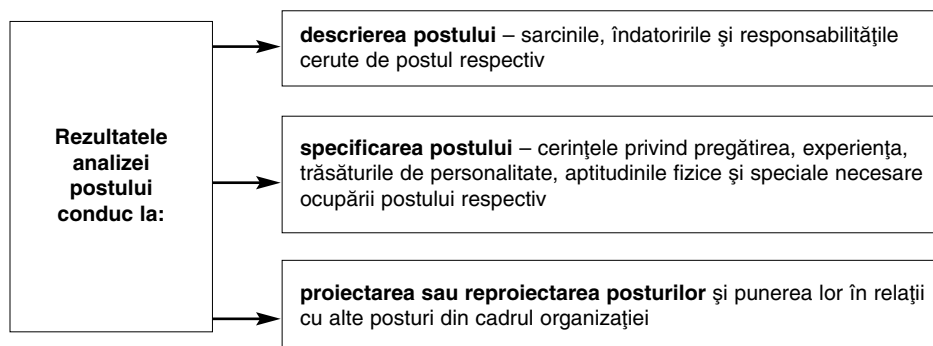 Rezultatele
analizei
postului
conduc la:
descrierea postului – sarcinile, îndatoririle şi responsabilităţile
cerute de postul respectiv
specificarea postului – cerinţele privind pregătirea, experienţa,
trăsăturile de personalitate, aptitudinile fizice şi speciale necesare
ocupării postului respectiv
proiectarea sau reproiectarea posturilor şi punerea lor în relaţii
cu alte posturi din cadrul organizaţiei